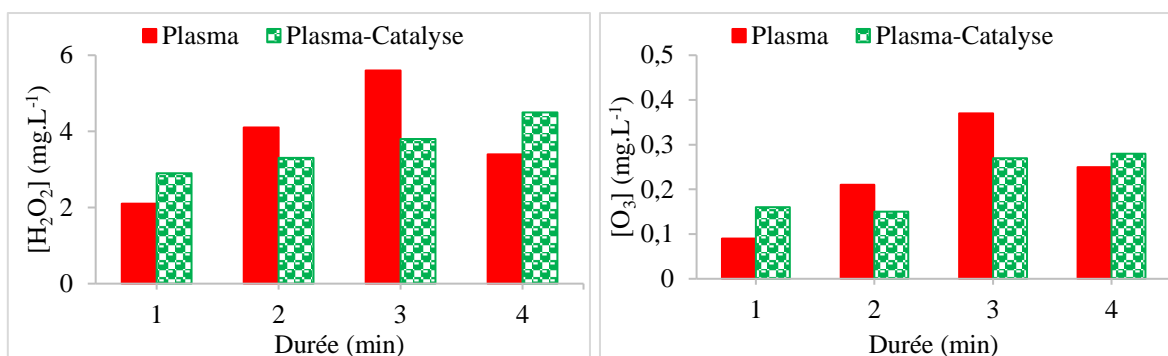 Plasma Plasma-Catalyse
6
4
2
0
[H₂O₂] (mg.L⁻¹)
1 2 3 4
Durée (min)
Plasma Plasma-Catalyse
0,5
0,4
0,3
0,2
0,1
0
[O₃] (mg.L⁻¹)
1 2 3 4
Durée (min)